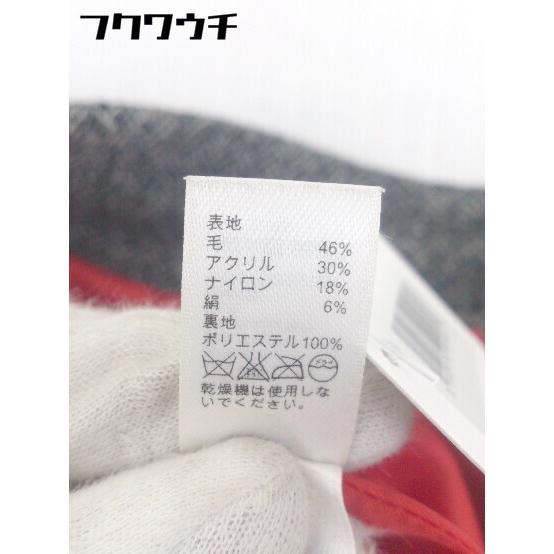 フクワウチ
表地
毛 46%
アクリル 30%
ナイロン 18%
絹 6%
裏地
ポリエステル100%
乾燥機は使用しな
いでください。